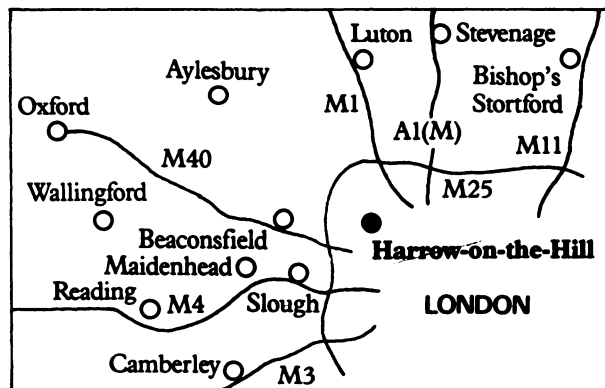 Luton
Stevenage
Aylesbury
Bishop's
Stortford
Oxford
M1
A1(M)
M11
M40
M25
Wallingford
Beaconsfield
Harrow-on-the-Hill
Maidenhead
Reading
M4
Slough
LONDON
Camberley
M3